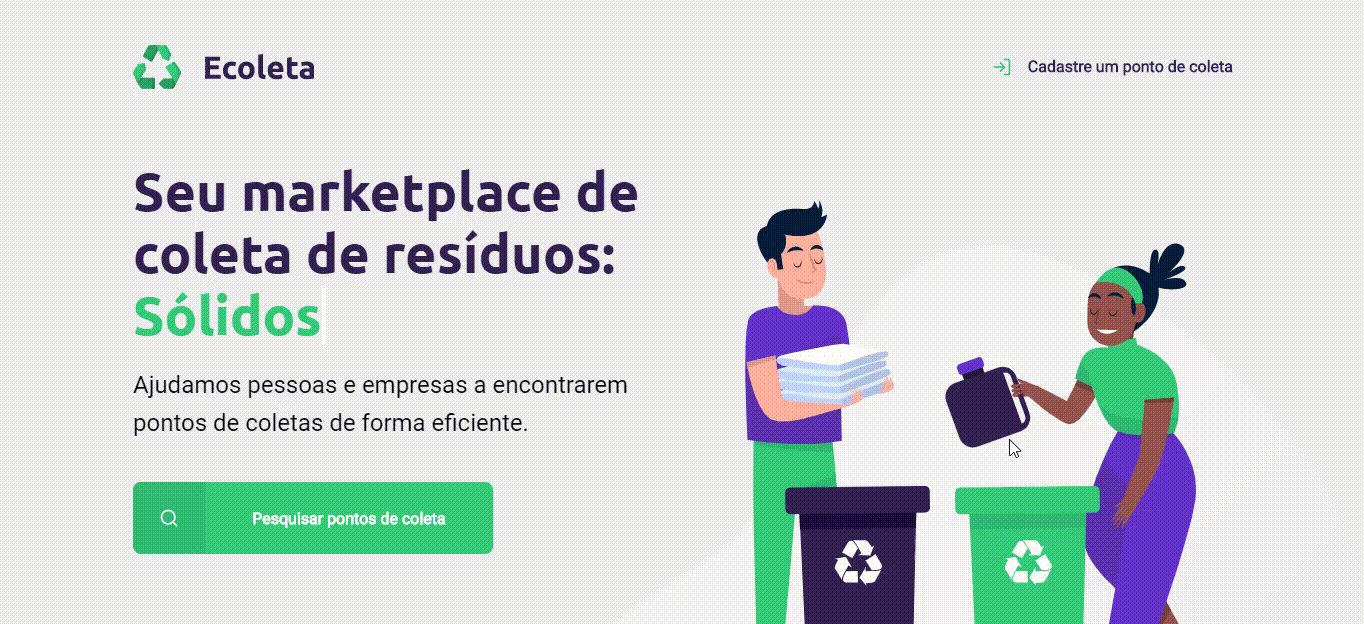 Ecoleta
Cadastre um ponto de coleta
Seu marketplace de
coleta de resíduos:
Sólidos
Ajudamos pessoas e empresas a encontrarem
pontos de coletas de forma eficiente.
Pesquisar pontos de coleta